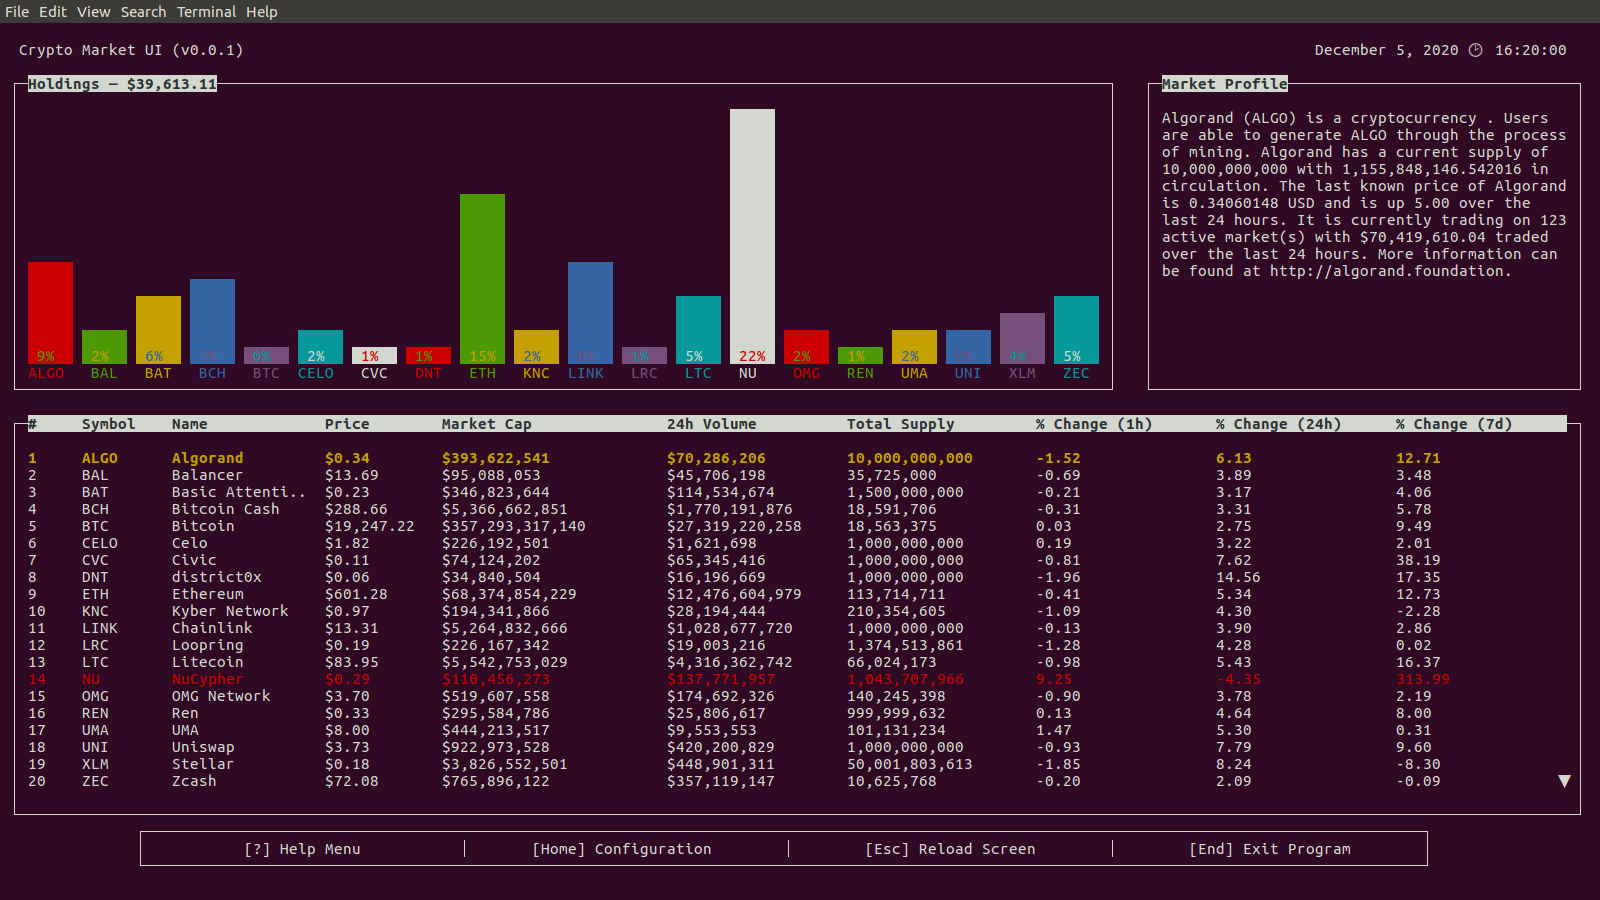 File Edit View Search Terminal Help
Crypto Market UI (v0.0.1)
December 5, 2020 🕑 16:20:00
Holdings — $39,613.11
9% 2% 6% 7% 0% 2% 1% 1% 15% 2% 8% 1% 5% 22% 2% 1% 2% 2% 4% 5%
ALGO BAL BAT BCH BTC CELO CVC DNT ETH KNC LINK LRC LTC NU OMG REN UMA UNI XLM ZEC
Market Profile
Algorand (ALGO) is a cryptocurrency . Users
are able to generate ALGO through the process
of mining. Algorand has a current supply of
10,000,000,000 with 1,155,848,146.542016 in
circulation. The last known price of Algorand
is 0.34060148 USD and is up 5.00 over the
last 24 hours. It is currently trading on 123
active market(s) with $70,419,610.04 traded
over the last 24 hours. More information can
be found at http://algorand.foundation.
# Symbol Name Price Market Cap 24h Volume Total Supply % Change (1h) % Change (24h) % Change (7d)
1 ALGO Algorand $0.34 $393,622,541 $70,286,206 10,000,000,000 -1.52 6.13 12.71
2 BAL Balancer $13.69 $95,088,053 $45,706,198 35,725,000 -0.69 3.89 3.48
3 BAT Basic Attenti.. $0.23 $346,823,644 $114,534,674 1,500,000,000 -0.21 3.17 4.06
4 BCH Bitcoin Cash $288.66 $5,366,662,851 $1,770,191,876 18,591,706 -0.31 3.31 5.78
5 BTC Bitcoin $19,247.22 $357,293,317,140 $27,319,220,258 18,563,375 0.03 2.75 9.49
6 CELO Celo $1.82 $226,192,501 $1,621,698 1,000,000,000 0.19 3.22 2.01
7 CVC Civic $0.11 $74,124,202 $65,345,416 1,000,000,000 -0.81 7.62 38.19
8 DNT district0x $0.06 $34,840,504 $16,196,669 1,000,000,000 -1.96 14.56 17.35
9 ETH Ethereum $601.28 $68,374,854,229 $12,476,604,979 113,714,711 -0.41 5.34 12.73
10 KNC Kyber Network $0.97 $194,341,866 $28,194,444 210,354,605 -1.09 4.30 -2.28
11 LINK Chainlink $13.31 $5,264,832,666 $1,028,677,720 1,000,000,000 -0.13 3.90 2.86
12 LRC Loopring $0.19 $226,167,342 $19,003,216 1,374,513,861 -1.28 4.28 0.02
13 LTC Litecoin $83.95 $5,542,753,029 $4,316,362,742 66,024,173 -0.98 5.43 16.37
14 NU NuCypher $0.29 $110,456,273 $137,771,957 1,043,707,966 9.25 -4.35 313.99
15 OMG OMG Network $3.70 $519,607,558 $174,692,326 140,245,398 -0.90 3.78 2.19
16 REN Ren $0.33 $295,584,786 $25,806,617 999,999,632 0.13 4.64 8.00
17 UMA UMA $8.00 $444,213,517 $9,553,553 101,131,234 1.47 5.30 0.31
18 UNI Uniswap $3.73 $922,973,528 $420,200,829 1,000,000,000 -0.93 7.79 9.60
19 XLM Stellar $0.18 $3,826,552,501 $448,901,311 50,001,803,613 -1.85 8.24 -8.30
20 ZEC Zcash $72.08 $765,896,122 $357,119,147 10,625,768 -0.20 2.09 -0.09
[?] Help Menu | [Home] Configuration | [Esc] Reload Screen | [End] Exit Program